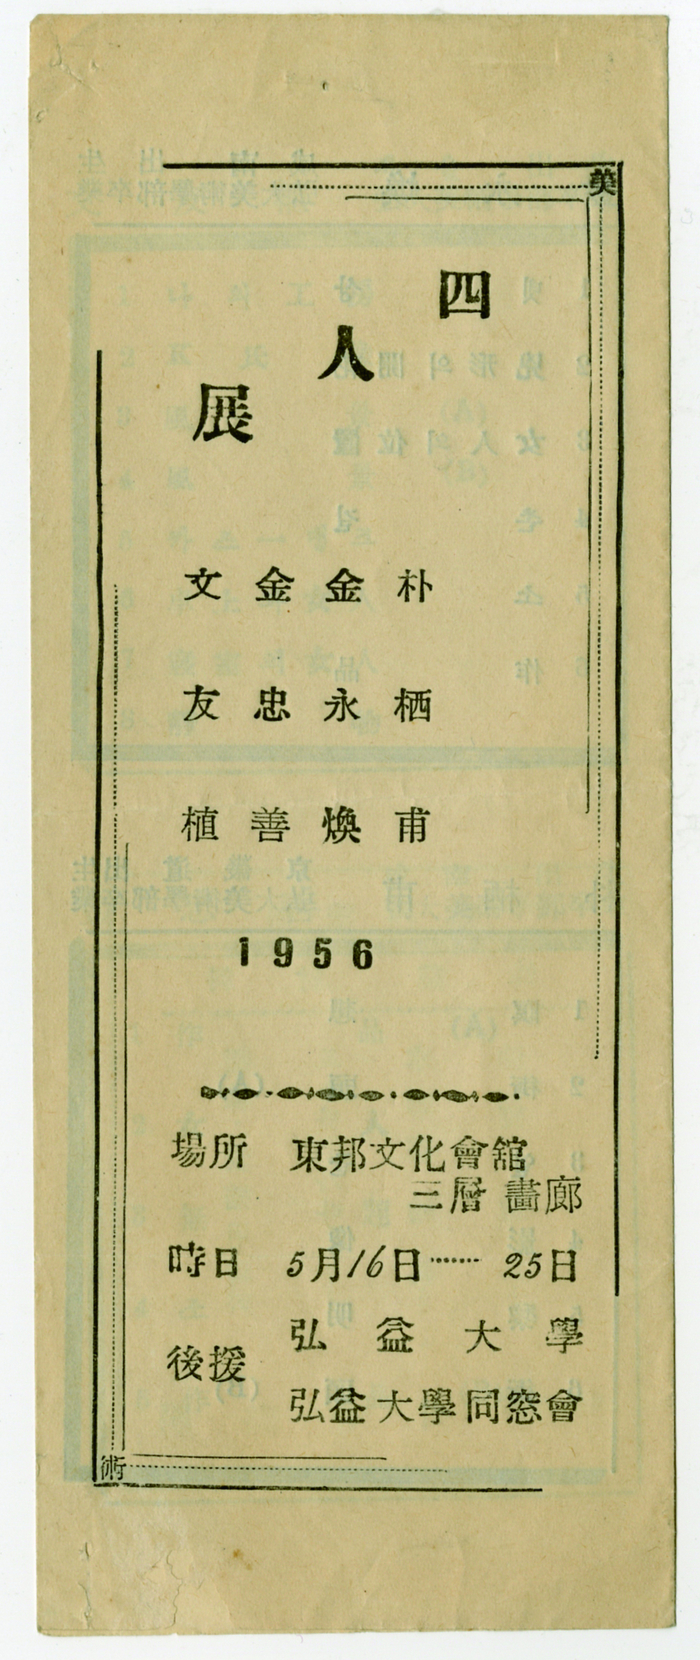 美
四人展
朴栖甫
金永煥
金忠善
文友植
1956
場所 東邦文化會舘
三層 畵廊
時日 5月16日…… 25日
後援 弘益大學
弘益大學同窓會
術